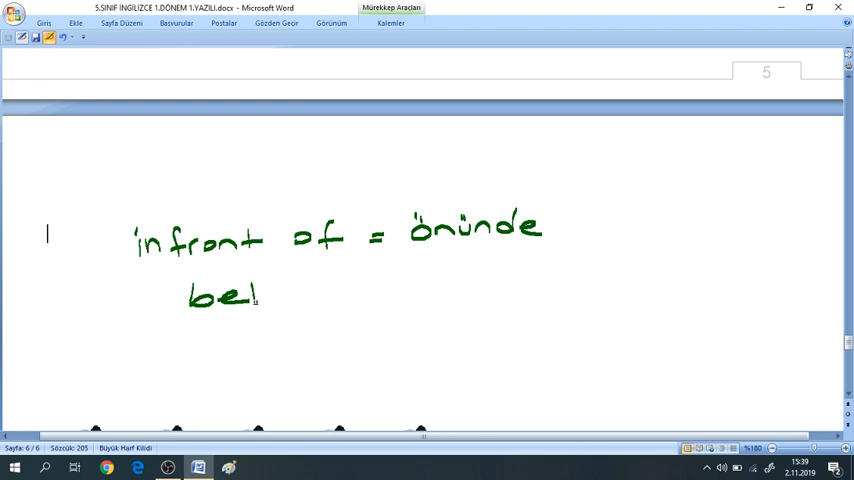 5.SINIF İNGİLİZCE 1.DÖNEM 1.YAZILI.docx - Microsoft Word
Mürekkep Araçları
Giriş Ekle Sayfa Düzeni Başvurular Postalar Gözden Geçir Görünüm Kalemler
5
infront of = önünde
bel
Sayfa: 6 / 6 Sözcük: 205 Büyük Harf Kilidi %180
15:39
2.11.2019
2